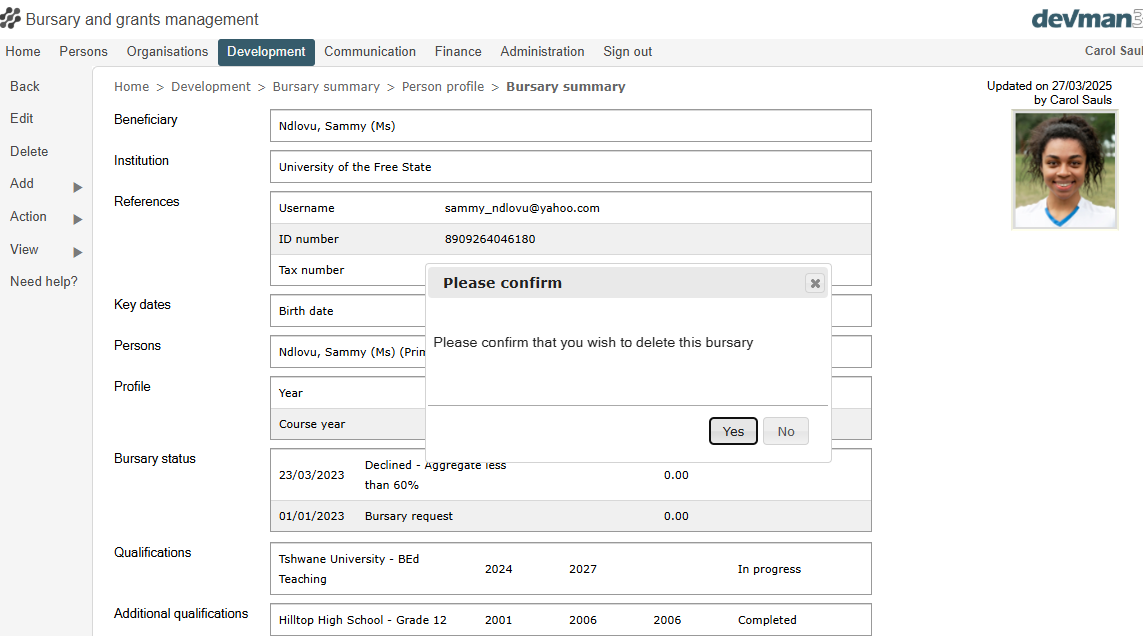 Bursary and grants management
devman3
Home Persons Organisations Development Communication Finance Administration Sign out
Carol Saul
Back
Edit
Delete
Add
Action
View
Need help?
Home > Development > Bursary summary > Person profile > Bursary summary
Updated on 27/03/2025
by Carol Sauls
Beneficiary
Ndlovu, Sammy (Ms)
Institution
University of the Free State
References
Username sammy_ndlovu@yahoo.com
ID number 8909264046180
Tax number
Key dates
Birth date
Persons
Ndlovu, Sammy (Ms) (Prin
Profile
Year
Course year
Please confirm
Please confirm that you wish to delete this bursary
Yes No
Bursary status
23/03/2023 Declined - Aggregate less than 60% 0.00
01/01/2023 Bursary request 0.00
Qualifications
Tshwane University - BEd Teaching 2024 2027 In progress
Additional qualifications
Hilltop High School - Grade 12 2001 2006 2006 Completed